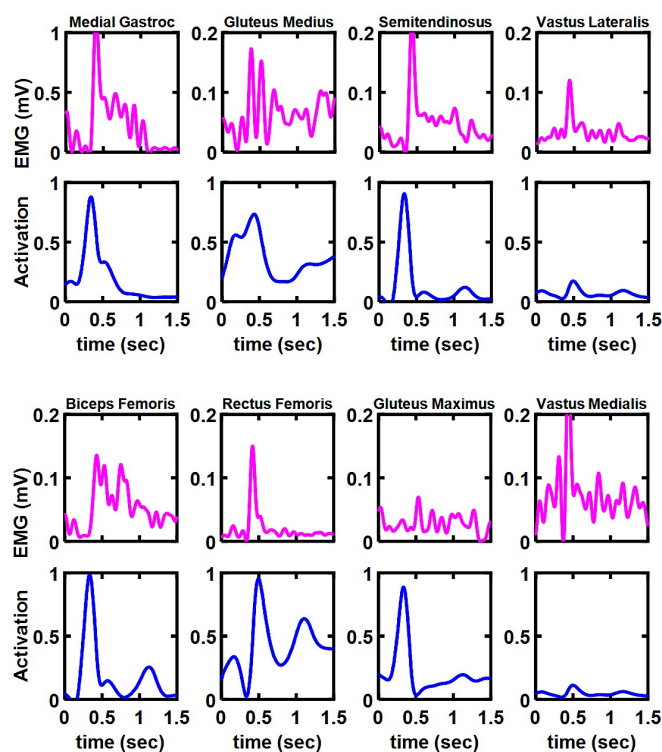 Medial Gastroc Gluteus Medius Semitendinosus Vastus Lateralis
EMG (mV)
1 0.2 0.2 0.2
0.5 0.1 0.1 0.1
0 0 0 0
Activation
1 1 1 1
0.5 0.5 0.5 0.5
0 0 0 0
0 0.5 1 1.5 0 0.5 1 1.5 0 0.5 1 1.5 0 0.5 1 1.5
time (sec) time (sec) time (sec) time (sec)
Biceps Femoris Rectus Femoris Gluteus Maximus Vastus Medialis
EMG (mV)
0.2 0.2 0.2 0.2
0.1 0.1 0.1 0.1
0 0 0 0
Activation
1 1 1 1
0.5 0.5 0.5 0.5
0 0 0 0
0 0.5 1 1.5 0 0.5 1 1.5 0 0.5 1 1.5 0 0.5 1 1.5
time (sec) time (sec) time (sec) time (sec)